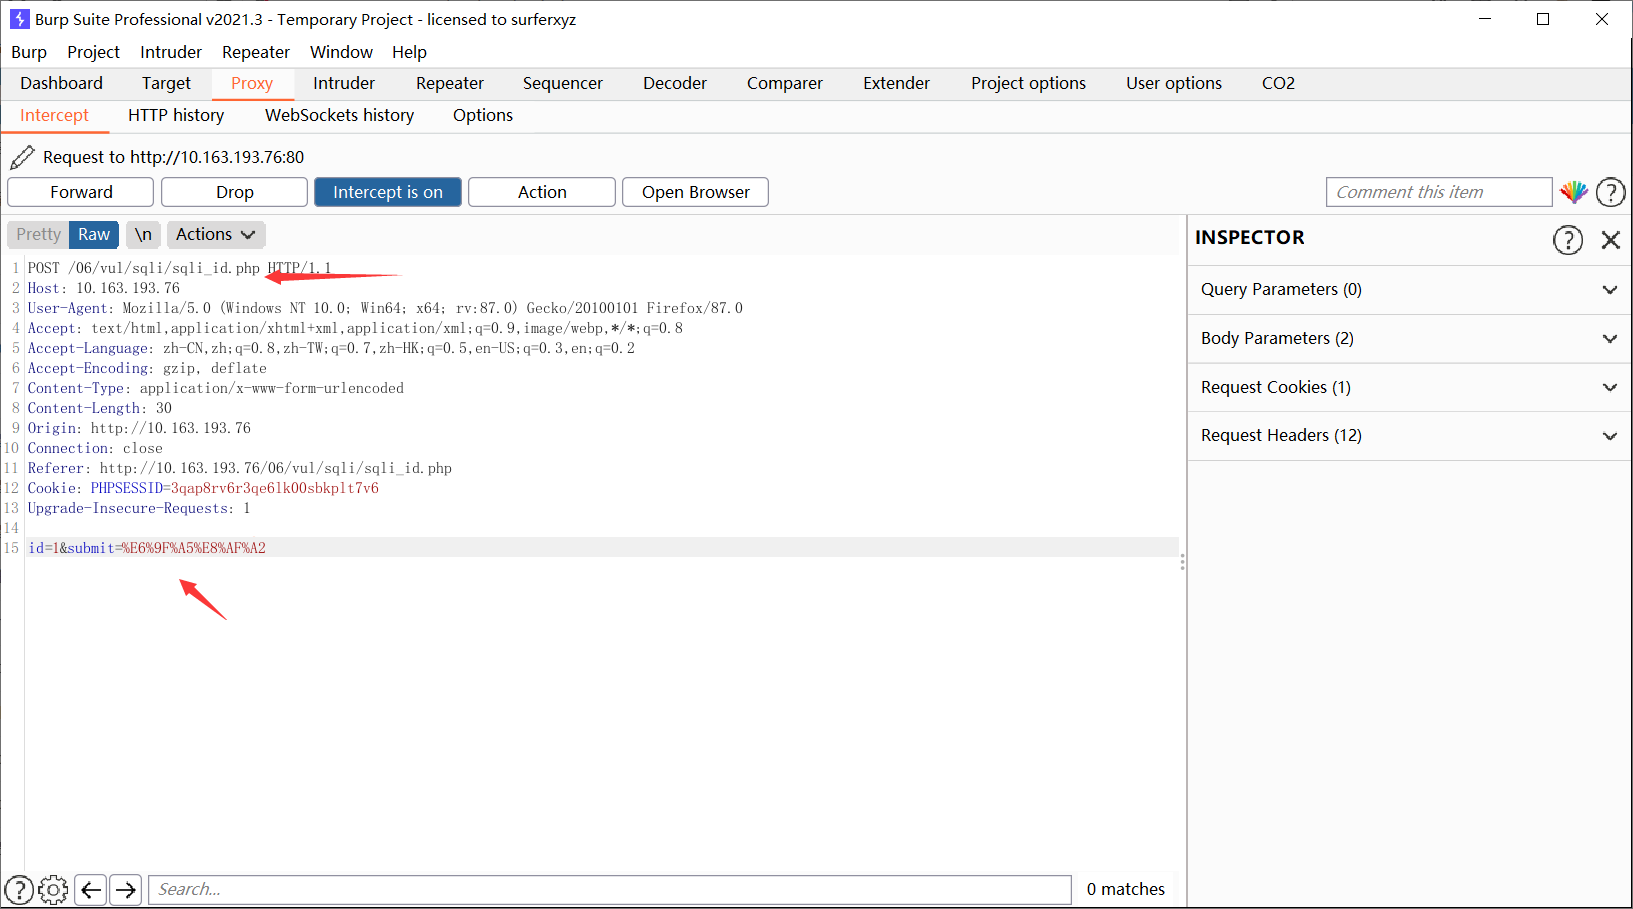 Burp Suite Professional v2021.3 - Temporary Project - licensed to surferxyz
Burp Project Intruder Repeater Window Help
Dashboard Target Proxy Intruder Repeater Sequencer Decoder Comparer Extender Project options User options CO2
Intercept HTTP history WebSockets history Options
Request to http://10.163.193.76:80
Forward Drop Intercept is on Action Open Browser Comment this item ?
Pretty Raw \n Actions
1 POST /06/vul/sqli/sqli_id.php HTTP/1.1
2 Host: 10.163.193.76
3 User-Agent: Mozilla/5.0 (Windows NT 10.0; Win64; x64; rv:87.0) Gecko/20100101 Firefox/87.0
4 Accept: text/html,application/xhtml+xml,application/xml;q=0.9,image/webp,*/*;q=0.8
5 Accept-Language: zh-CN,zh;q=0.8,zh-TW;q=0.7,zh-HK;q=0.5,en-US;q=0.3,en;q=0.2
6 Accept-Encoding: gzip, deflate
7 Content-Type: application/x-www-form-urlencoded
8 Content-Length: 30
9 Origin: http://10.163.193.76
10 Connection: close
11 Referer: http://10.163.193.76/06/vul/sqli/sqli_id.php
12 Cookie: PHPSESSID=3qap8rv6r3qe6lk00sbkplt7v6
13 Upgrade-Insecure-Requests: 1
14
15 id=1&submit=%E6%9F%A5%E8%AF%A2
INSPECTOR ?
Query Parameters (0)
Body Parameters (2)
Request Cookies (1)
Request Headers (12)
? Search... 0 matches